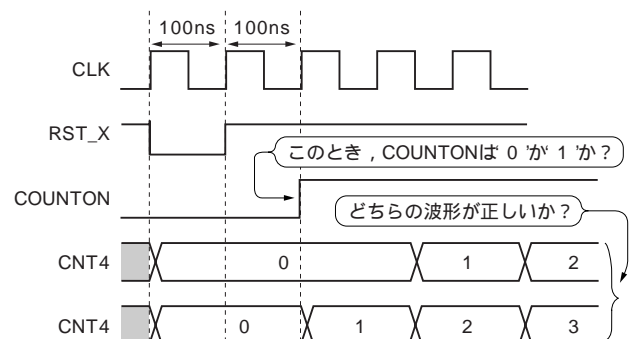 100ns 100ns
CLK
RST_X
このとき，COUNTONは'0'か'1'か？
COUNTON
どちらの波形が正しいか？
CNT4 0 1 2
CNT4 0 1 2 3